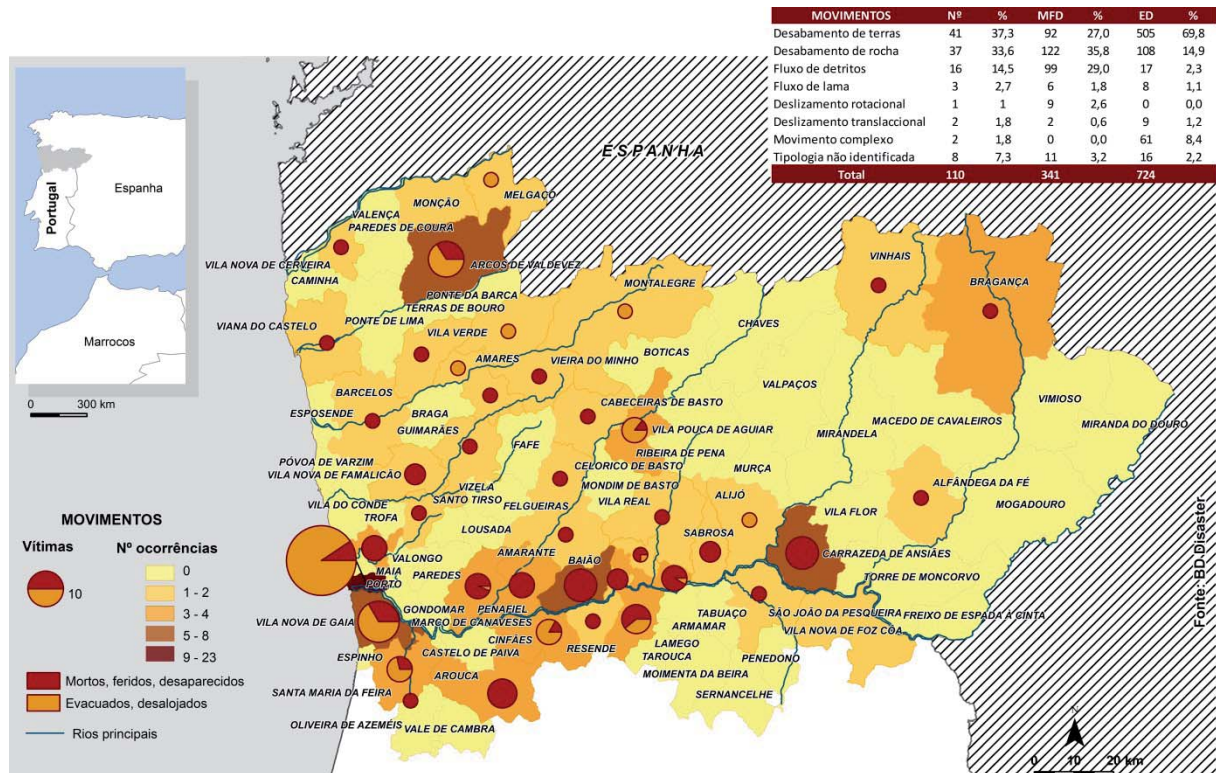 MOVIMENTOS Nº % MFD % ED %
Desabamento de terras 41 37,3 92 27,0 505 69,8
Desabamento de rocha 37 33,6 122 35,8 108 14,9
Fluxo de detritos 16 14,5 99 29,0 17 2,3
Fluxo de lama 3 2,7 6 1,8 8 1,1
Deslizamento rotacional 1 1 9 2,6 0 0,0
Deslizamento translaccional 2 1,8 2 0,6 9 1,2
Movimento complexo 2 1,8 0 0,0 61 8,4
Tipologia não identificada 8 7,3 11 3,2 16 2,2
Total 110 341 724
Portugal
Espanha
Marrocos
0 300 km
ESPANHA
MELGAÇO
MONÇÃO
VALENÇA
PAREDES DE COURA
VILA NOVA DE CERVEIRA
ARCOS DE VALDEVEZ
CAMINHA
VINHAIS
BRAGANÇA
MONTALEGRE
PONTE DA BARCA
TERRAS DE BOURO
PONTE DE LIMA
VIANA DO CASTELO
VILA VERDE
CHAVES
AMARES
VIEIRA DO MINHO
BOTICAS
VALPAÇOS
BARCELOS
ESPOSENDE
BRAGA
CABECEIRAS DE BASTO
VIMIOSO
GUIMARÃES
VILA POUCA DE AGUIAR
MACEDO DE CAVALEIROS
MIRANDA DO DOURO
MIRANDELA
FAFE
RIBEIRA DE PENA
PÓVOA DE VARZIM
VILA NOVA DE FAMALICÃO
CELORICO DE BASTO
MURÇA
MONDIM DE BASTO
ALFÂNDEGA DA FÉ
VIZELA
SANTO TIRSO
VILA DO CONDE
FELGUEIRAS
VILA REAL
ALIJÓ
MOGADOURO
TROFA
VILA FLOR
LOUSADA
SABROSA
VALONGO
AMARANTE
BAIÃO
CARRAZEDA DE ANSIÃES
MAIA
PAREDES
PORTO
TORRE DE MONCORVO
GONDOMAR
PENAFIEL
TABUAÇO
SÃO JOÃO DA PESQUEIRA
FREIXO DE ESPADA À CINTA
VILA NOVA DE GAIA
MARCO DE CANAVESES
ARMAMAR
VILA NOVA DE FOZ COA
CINFÃES
RESENDE
LAMEGO
CASTELO DE PAIVA
TAROUCA
PENEDONO
ESPINHO
AROUCA
MOIMENTA DA BEIRA
SANTA MARIA DA FEIRA
SERNANCELHE
OLIVEIRA DE AZEMÉIS
VALE DE CAMBRA
MOVIMENTOS
Vítimas
Nº ocorrências
10
0
1 - 2
3 - 4
5 - 8
9 - 23
Mortos, feridos, desaparecidos
Evacuados, desalojados
Rios principais
Fonte: BD Disaster
N
0 10 20 km